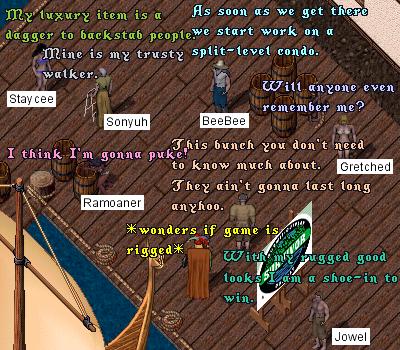 My luxury item is a
dagger to backstab people.
As soon as we get there
we start work on a
split-level condo.
Mine is my trusty
walker.
Will anyone even
remember me?
Staycee
Sonyuh
BeeBee
Gretched
I think I'm gonna puke!
This bunch you don't need
to know much about.
They ain't gonna last long
anyhoo.
Ramoaner
*wonders if game is
rigged*
With my rugged good
looks I am a shoe-in to
win.
Jowel